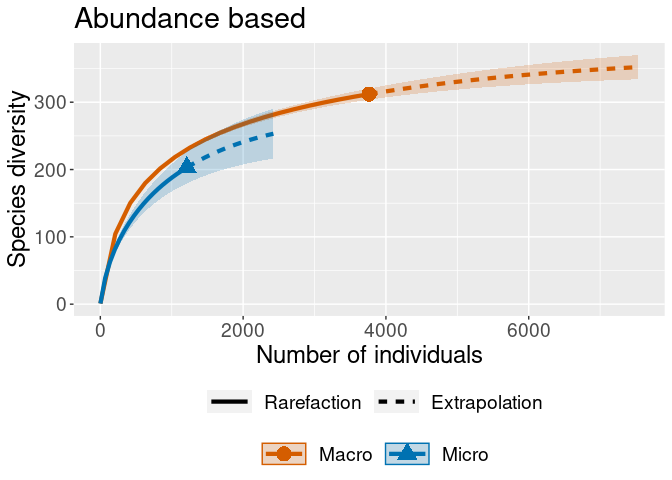 Abundance based
Species diversity
300
200
100
0
0 2000 4000 6000
Number of individuals
Rarefaction Extrapolation
Macro Micro